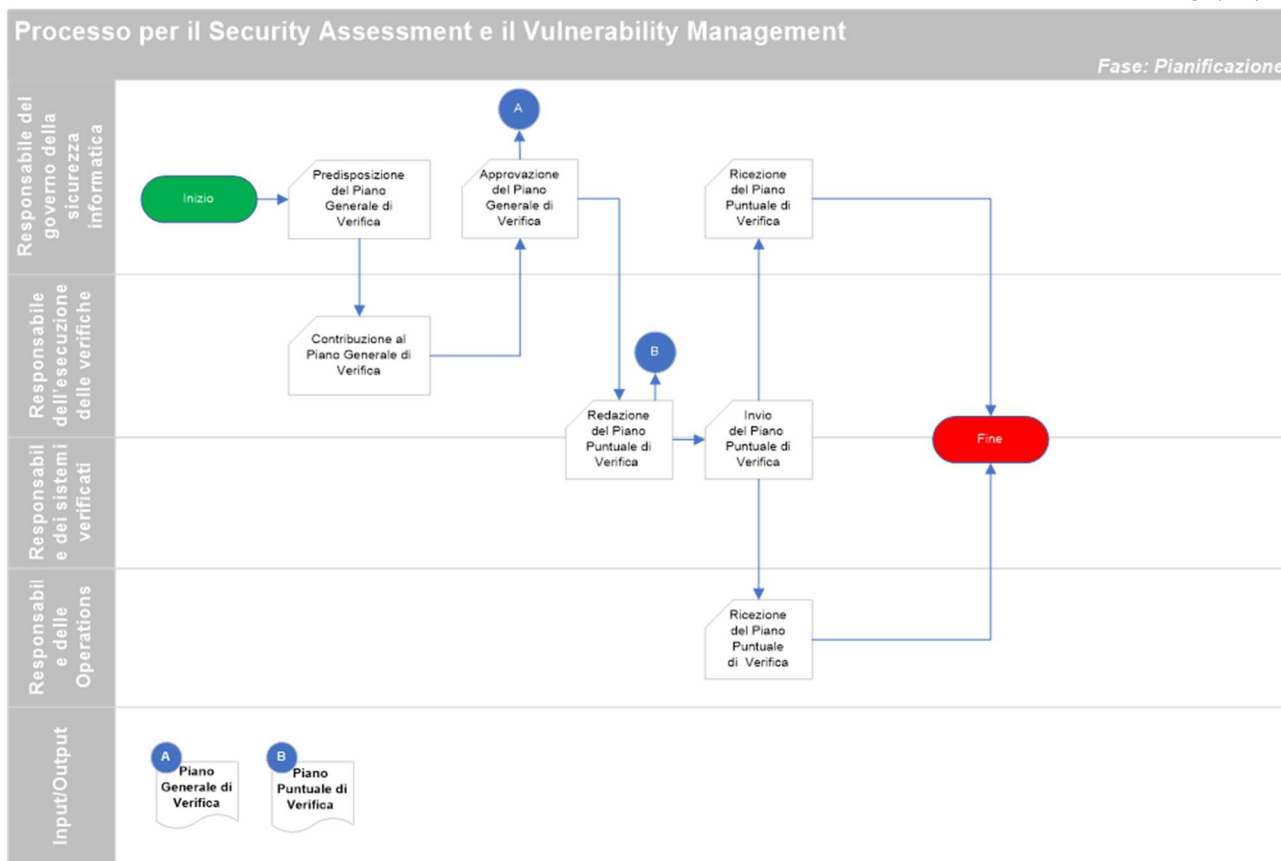 Processo per il Security Assessment e il Vulnerability Management
Fase: Pianificazione
Responsabile del
governo della
sicurezza
informatica
Inizio
Predisposizione
del Piano
Generale di
Verifica
A
Approvazione
del Piano
Generale di
Verifica
Ricezione
del Piano
Puntuale di
Verifica
Responsabile
dell'esecuzione
delle verifiche
Contribuzione al
Piano Generale di
Verifica
B
Redazione
del Piano
Puntuale di
Verifica
Invio
del Piano
Puntuale di
Verifica
Fine
Responsabil
e dei sistemi
verificati
Responsabil
e delle
Operations
Ricezione
del Piano
Puntuale
di Verifica
Input/Output
A
Piano
Generale di
Verifica
B
Piano
Puntuale di
Verifica